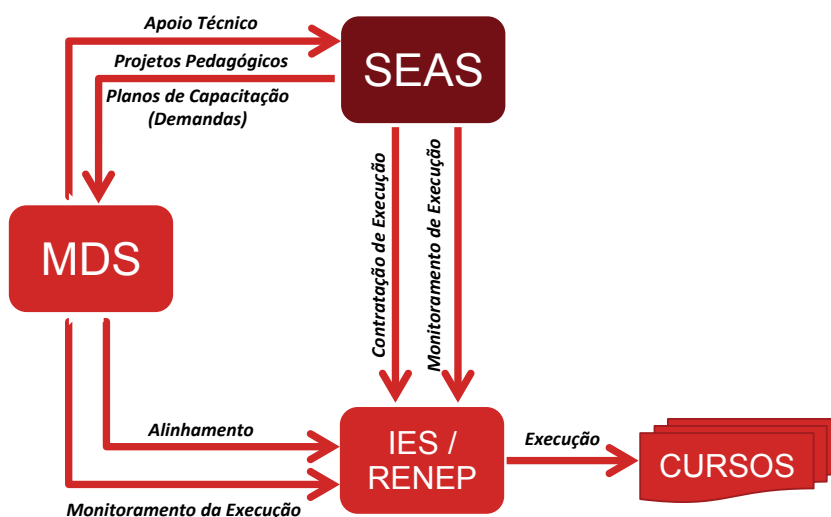 Apoio Técnico
SEAS
Projetos Pedagógicos
Planos de Capacitação
(Demandas)
MDS
Contratação de Execução
Monitoramento de Execução
Alinhamento
IES /
RENEP
Execução
CURSOS
Monitoramento da Execução